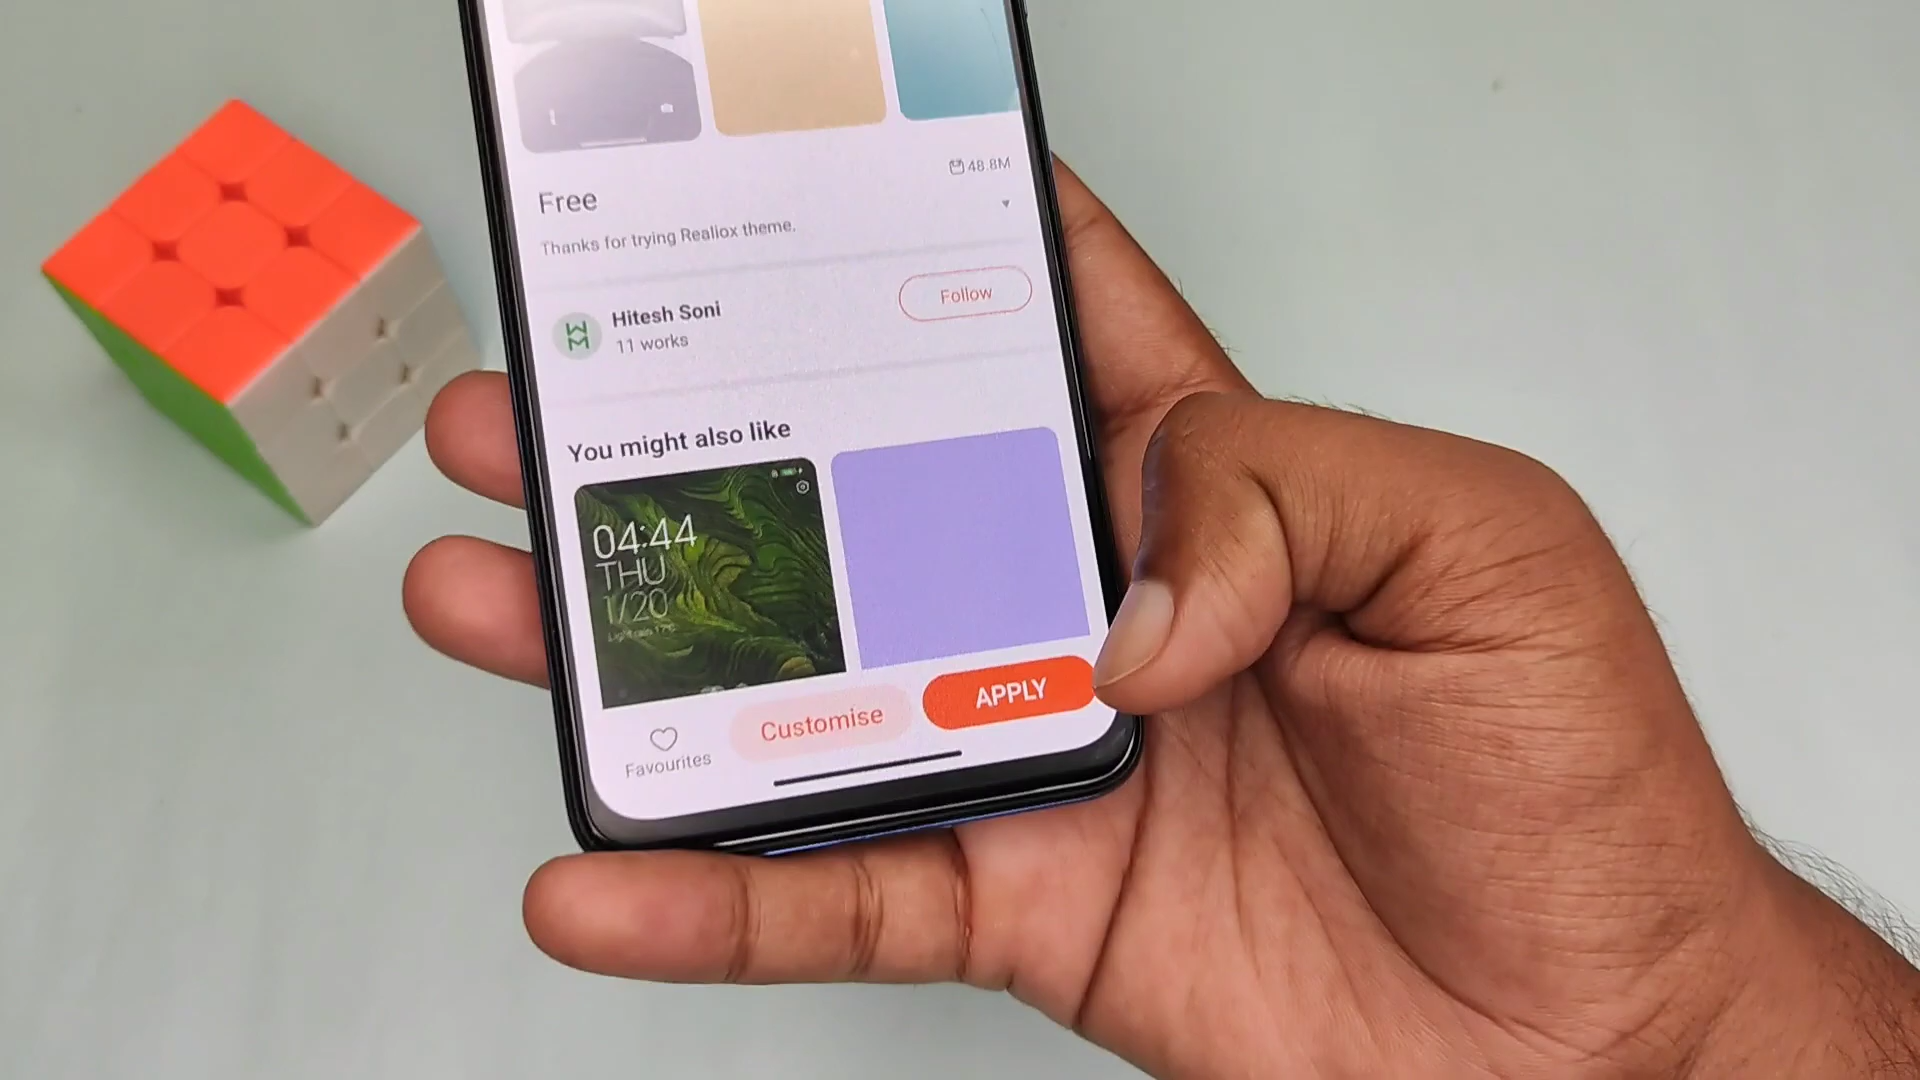 48.8M
Free
Thanks for trying Realiox theme.
Hitesh Soni
Follow
11 works
You might also like
04:44
THU
1/20
Customise
APPLY
Favourites